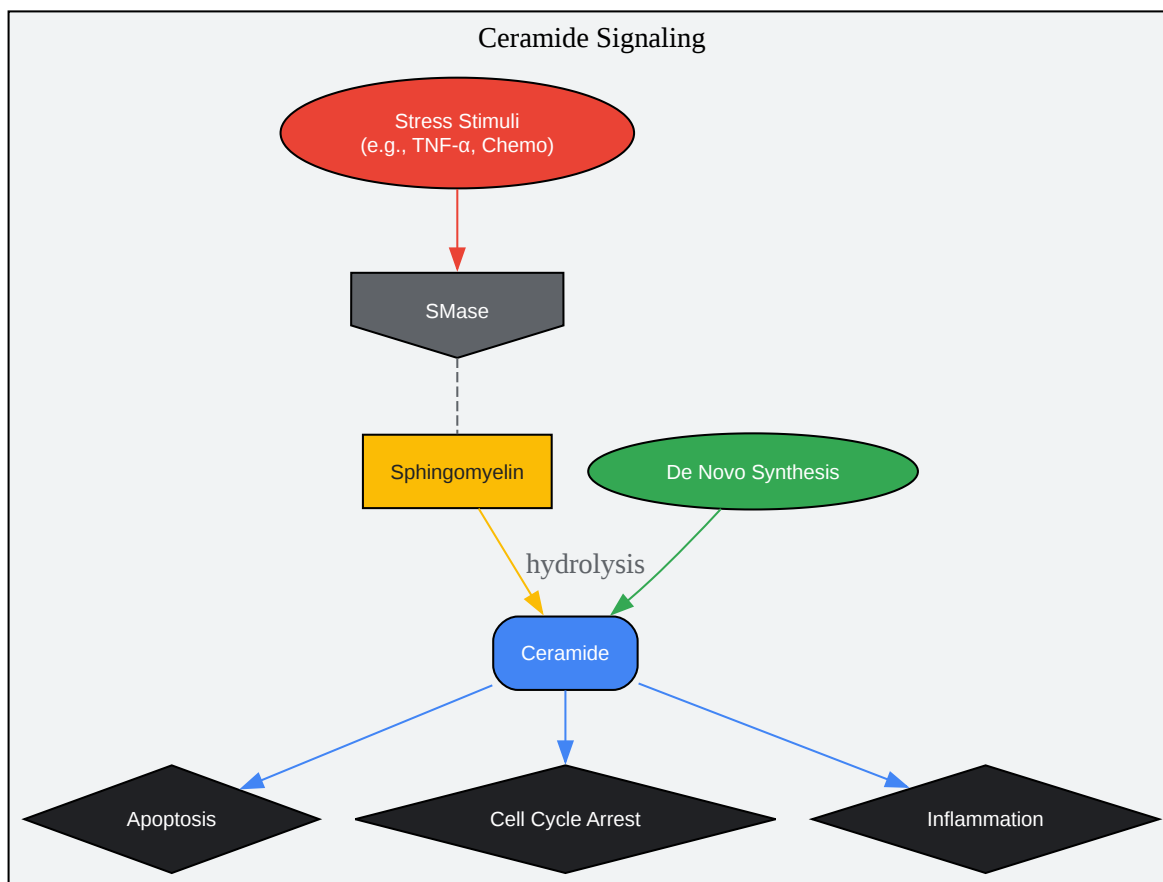 Ceramide Signaling
Stress Stimuli
(e.g., TNF-α, Chemo)
SMase
Sphingomyelin
De Novo Synthesis
hydrolysis
Ceramide
Apoptosis
Cell Cycle Arrest
Inflammation